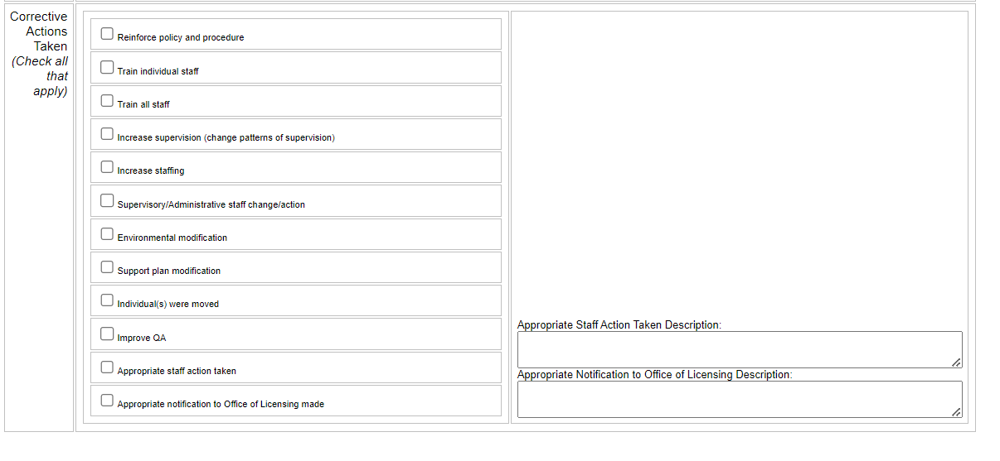 Corrective
Actions
Taken
(Check all
that
apply)
Reinforce policy and procedure
Train individual staff
Train all staff
Increase supervision (change patterns of supervision)
Increase staffing
Supervisory/Administrative staff change/action
Environmental modification
Support plan modification
Individual(s) were moved
Improve QA
Appropriate staff action taken
Appropriate notification to Office of Licensing made
Appropriate Staff Action Taken Description:
Appropriate Notification to Office of Licensing Description: